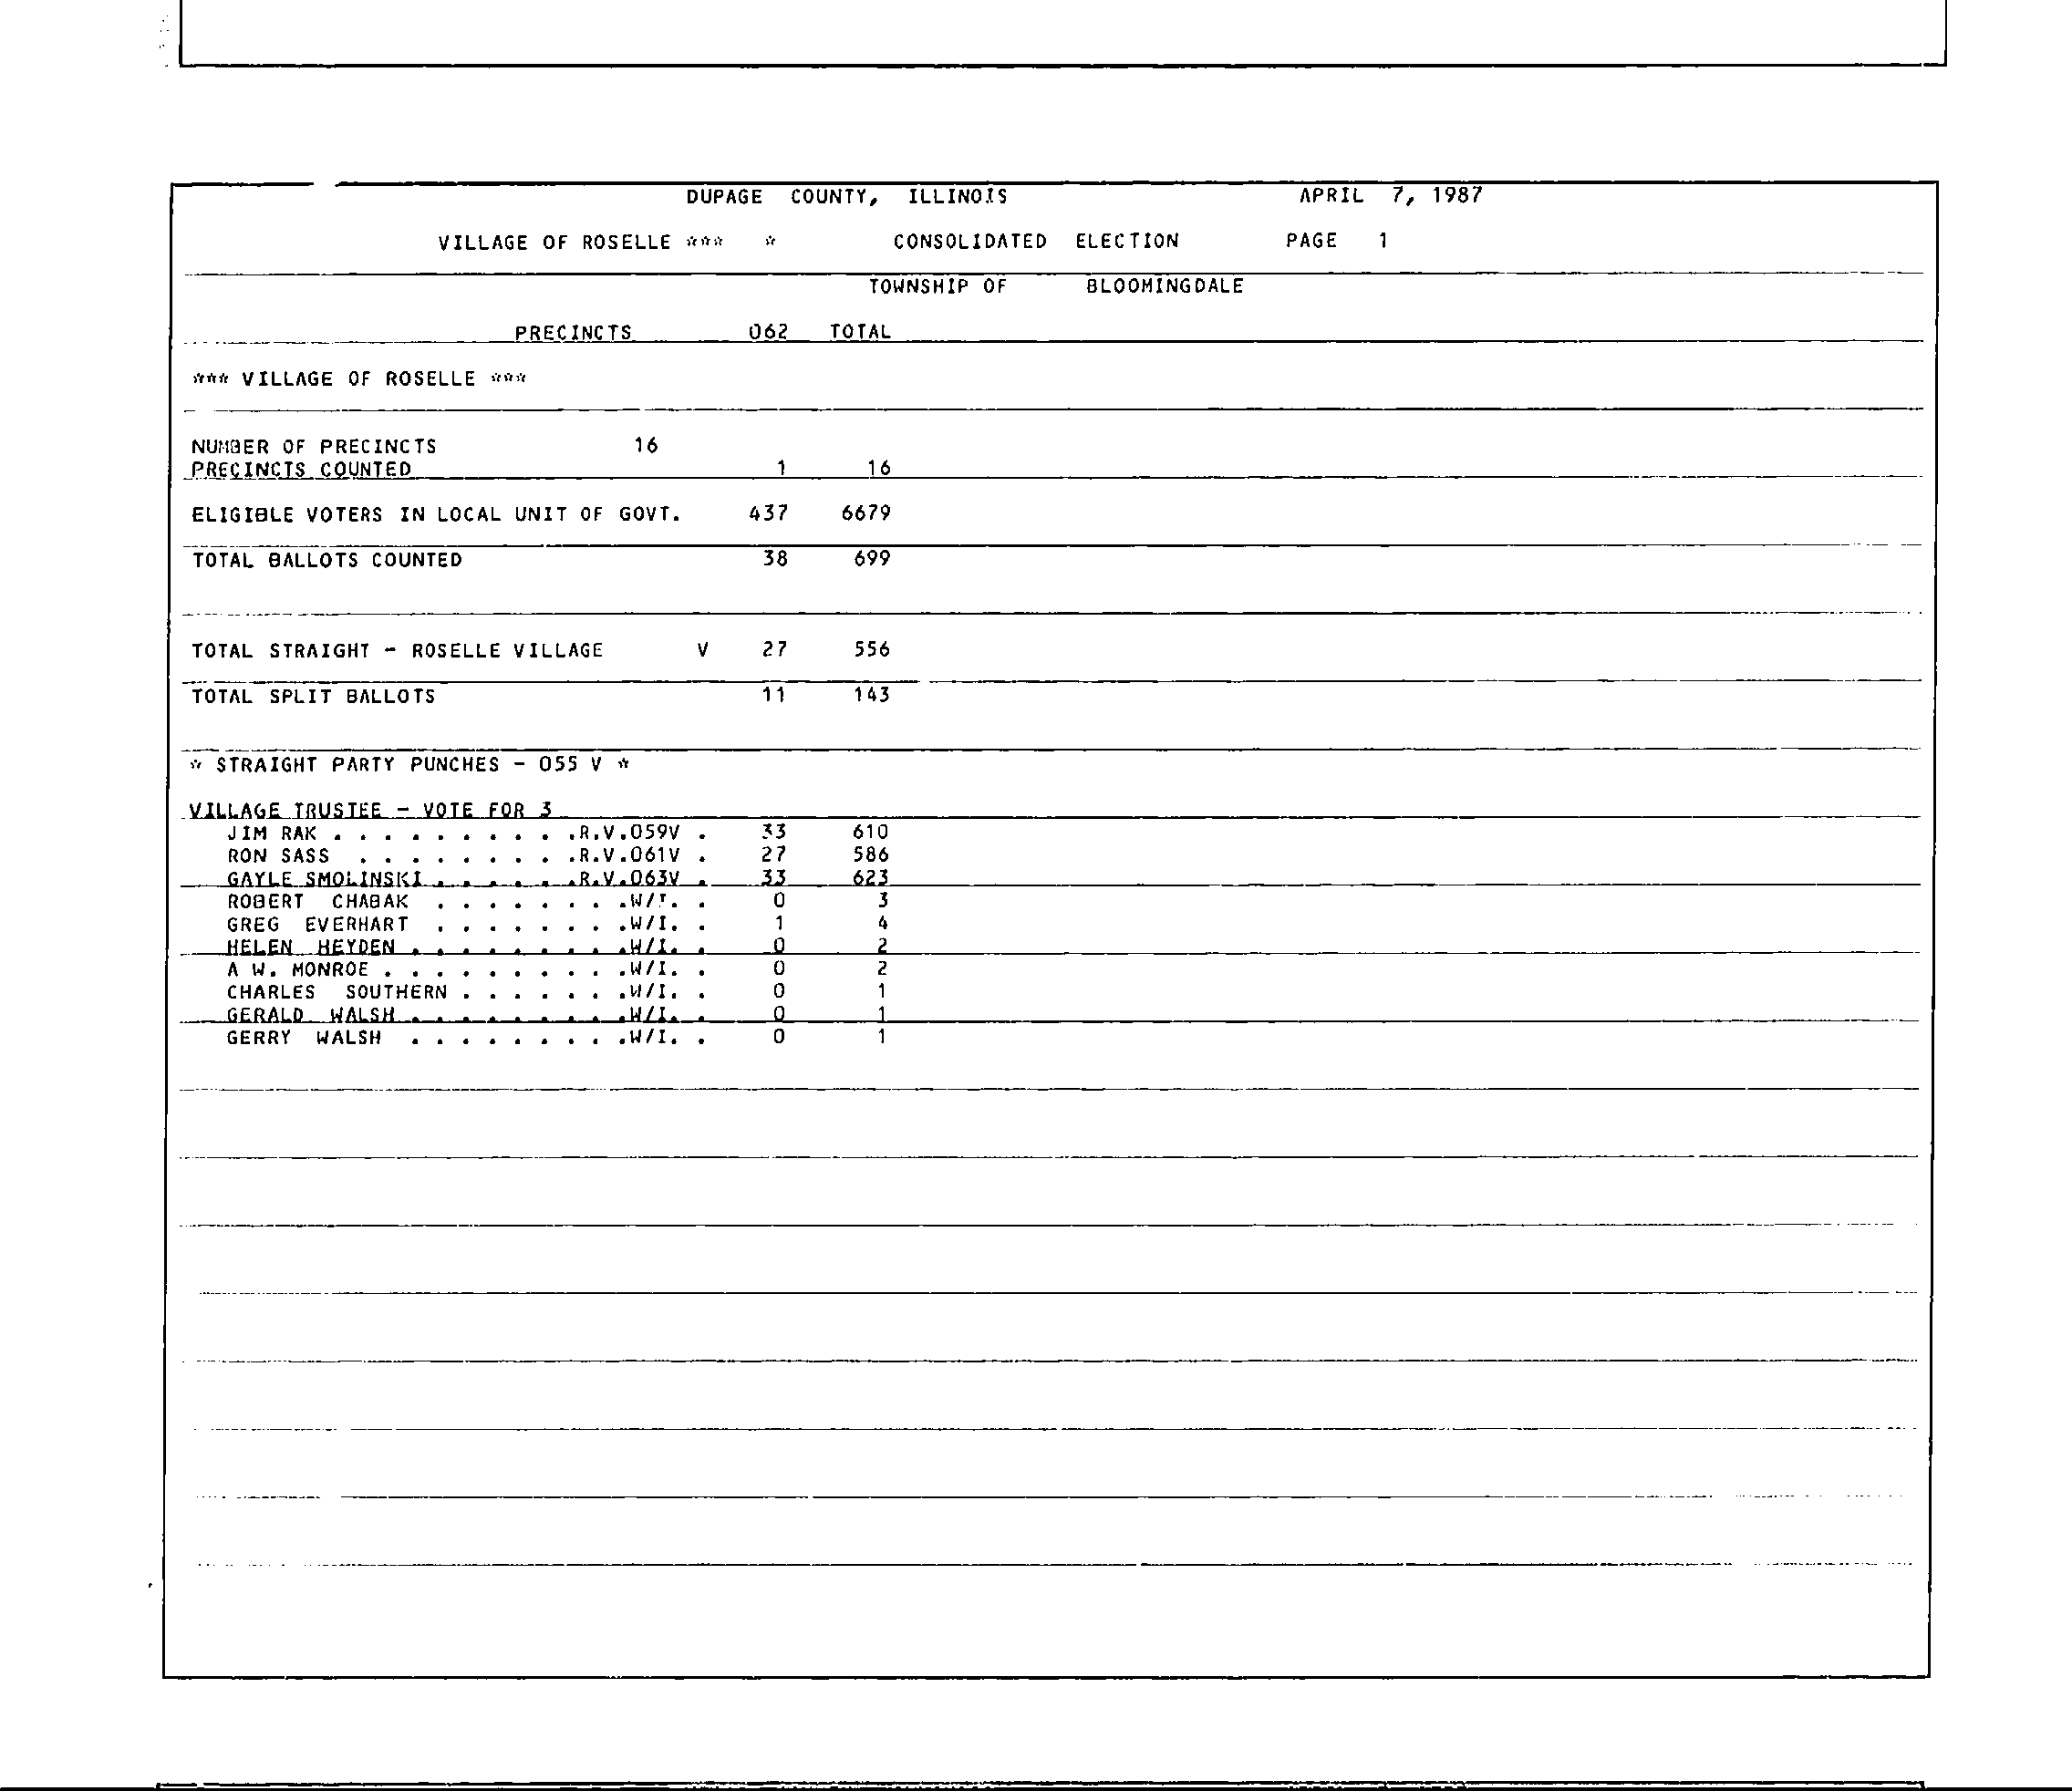 DUPAGE COUNTY, ILLINOIS APRIL 7, 1987
VILLAGE OF ROSELLE *** * CONSOLIDATED ELECTION PAGE 1
TOWNSHIP OF BLOOMINGDALE
PRECINCTS 062 TOTAL
*** VILLAGE OF ROSELLE ***
NUMBER OF PRECINCTS 16
PRECINCTS COUNTED 1 16
ELIGIBLE VOTERS IN LOCAL UNIT OF GOVT. 437 6679
TOTAL BALLOTS COUNTED 38 699
TOTAL STRAIGHT - ROSELLE VILLAGE V 27 556
TOTAL SPLIT BALLOTS 11 143
* STRAIGHT PARTY PUNCHES - 055 V *
VILLAGE TRUSTEE - VOTE FOR 3
JIM RAK . . . . . . . . . .R.V.059V . 33 610
RON SASS . . . . . . . . .R.V.061V . 27 586
GAYLE SMOLINSKI . . . . . .R.V.063V . 33 623
ROBERT CHABAK . . . . . . . .W/I. . 0 3
GREG EVERHART . . . . . . . .W/I. . 1 4
HELEN HEYDEN . . . . . . . . .W/I. . 0 2
A W. MONROE . . . . . . . . . .W/I. . 0 2
CHARLES SOUTHERN . . . . . . .W/I. . 0 1
GERALD WALSH . . . . . . . . .W/I. . 0 1
GERRY WALSH . . . . . . . . .W/I. . 0 1